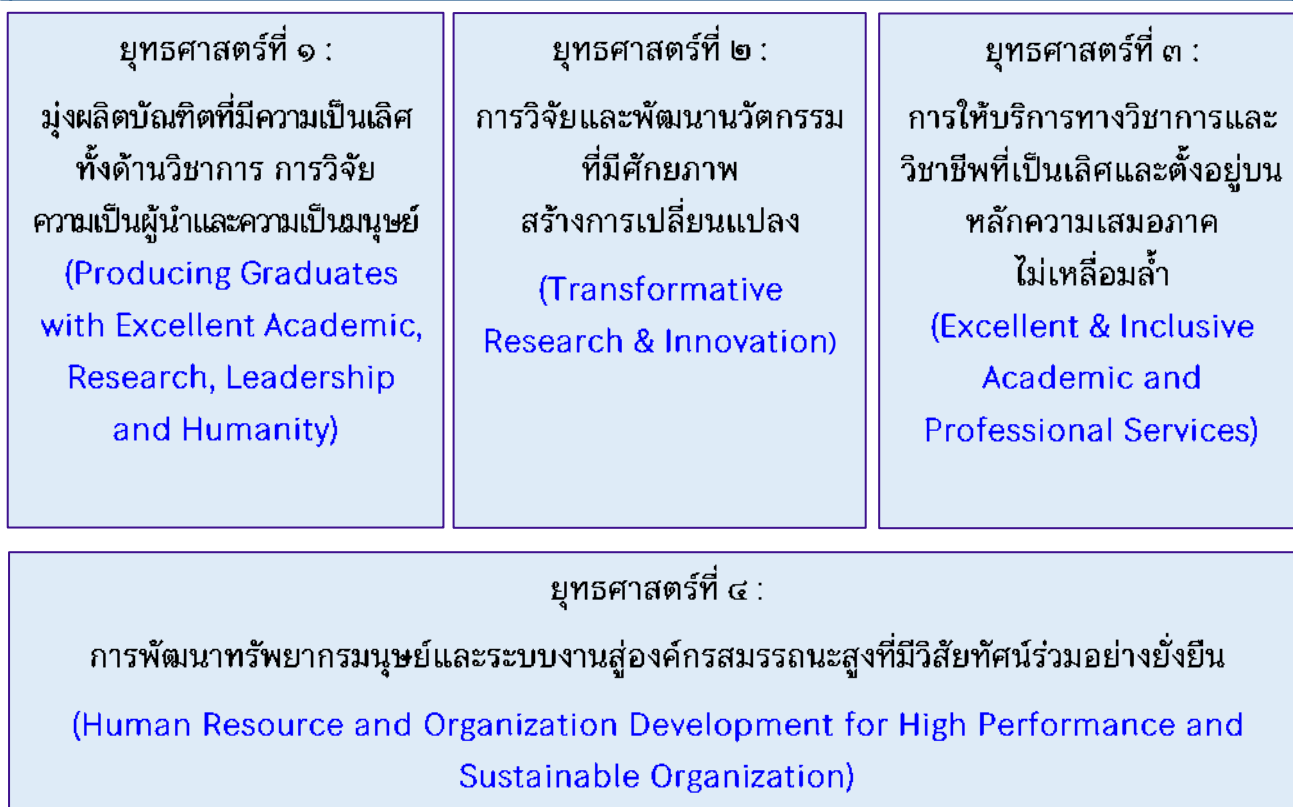 ยุทธศาสตร์ที่ ๑ :
มุ่งผลิตบัณฑิตที่มีความเป็นเลิศ
ทั้งด้านวิชาการ การวิจัย
ความเป็นผู้นำและความเป็นมนุษย์
(Producing Graduates
with Excellent Academic,
Research, Leadership
and Humanity)
ยุทธศาสตร์ที่ ๒ :
การวิจัยและพัฒนานวัตกรรม
ที่มีศักยภาพ
สร้างการเปลี่ยนแปลง
(Transformative
Research & Innovation)
ยุทธศาสตร์ที่ ๓ :
การให้บริการทางวิชาการและ
วิชาชีพที่เป็นเลิศและตั้งอยู่บน
หลักความเสมอภาค
ไม่เหลื่อมล้ำ
(Excellent & Inclusive
Academic and
Professional Services)
ยุทธศาสตร์ที่ ๔ :
การพัฒนาทรัพยากรมนุษย์และระบบงานสู่องค์กรสมรรถนะสูงที่มีวิสัยทัศน์ร่วมอย่างยั่งยืน
(Human Resource and Organization Development for High Performance and
Sustainable Organization)